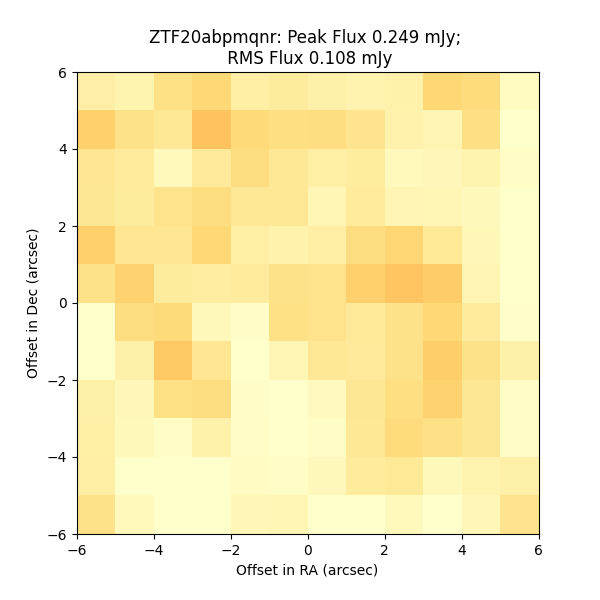 ZTF20abpmqnr: Peak Flux 0.249 mJy;
RMS Flux 0.108 mJy
6
4
2
0
−2
−4
−6
Offset in Dec (arcsec)
−6 −4 −2 0 2 4 6
Offset in RA (arcsec)